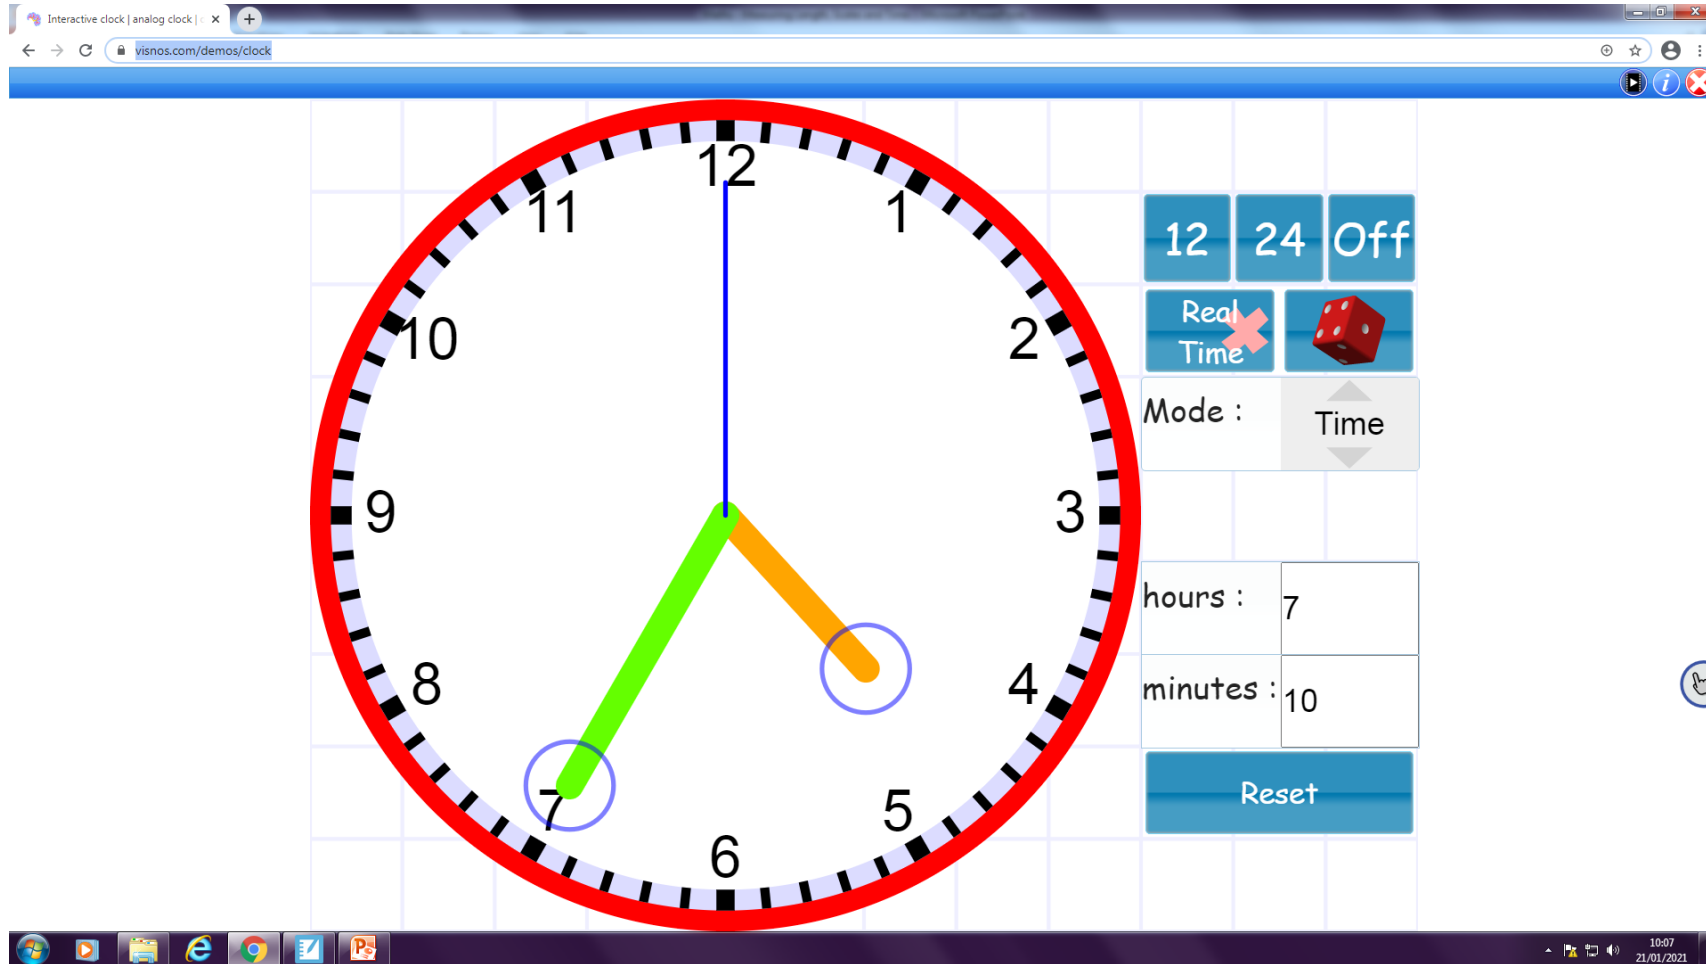 Interactive clock | analog clock |
visnos.com/demos/clock
12
11
1
10
2
9
3
8
4
7
5
6
12 24 Off
Real
Time
Mode :
Time
hours :
7
minutes :
10
Reset
10:07
21/01/2021